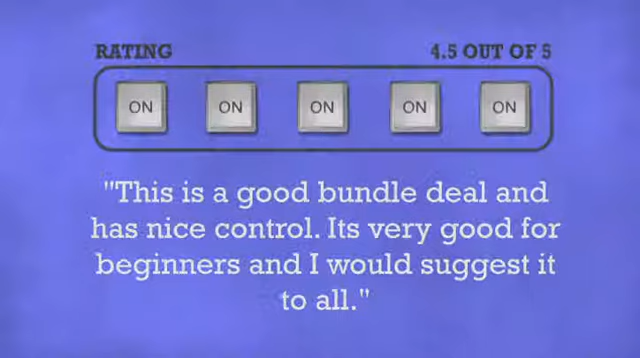 RATING 4.5 OUT OF 5
ON ON ON ON ON
"This is a good bundle deal and
has nice control. Its very good for
beginners and I would suggest it
to all."